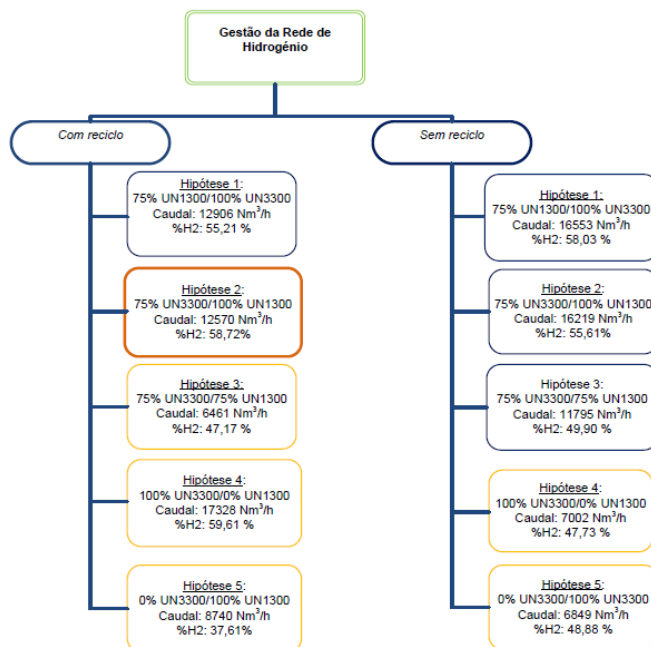 Gestão da Rede de
Hidrogénio
Com reciclo
Hipótese 1:
75% UN1300/100% UN3300
Caudal: 12906 Nm³/h
%H2: 55,21 %
Hipótese 2:
75% UN3300/100% UN1300
Caudal: 12570 Nm³/h
%H2: 58,72%
Hipótese 3:
75% UN3300/75% UN1300
Caudal: 6461 Nm³/h
%H2: 47,17 %
Hipótese 4:
100% UN3300/0% UN1300
Caudal: 17328 Nm³/h
%H2: 59,61 %
Hipótese 5:
0% UN3300/100% UN1300
Caudal: 8740 Nm³/h
%H2: 37,61%
Sem reciclo
Hipótese 1:
75% UN1300/100% UN3300
Caudal: 16553 Nm³/h
%H2: 58,03 %
Hipótese 2:
75% UN3300/100% UN1300
Caudal: 16219 Nm³/h
%H2: 55,61%
Hipótese 3:
75% UN3300/75% UN1300
Caudal: 11795 Nm³/h
%H2: 49,90 %
Hipótese 4:
100% UN3300/0% UN1300
Caudal: 7002 Nm³/h
%H2: 47,73 %
Hipótese 5:
0% UN3300/100% UN3300
Caudal: 6849 Nm³/h
%H2: 48,88 %